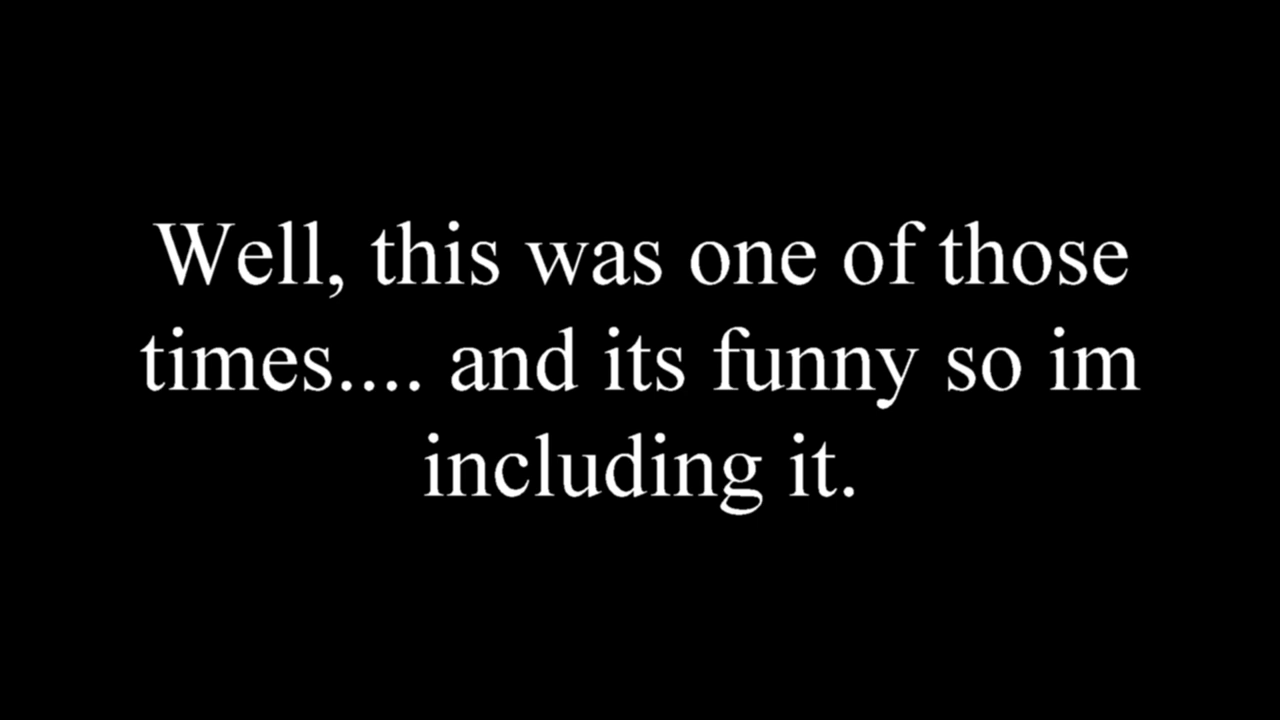 Well, this was one of those
times.... and its funny so im
including it.